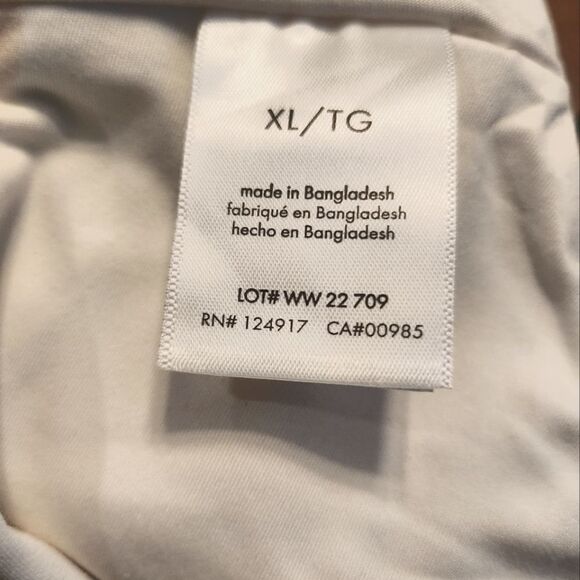 XL/TG
made in Bangladesh
fabriqué en Bangladesh
hecho en Bangladesh
LOT# WW 22 709
RN# 124917 CA#00985